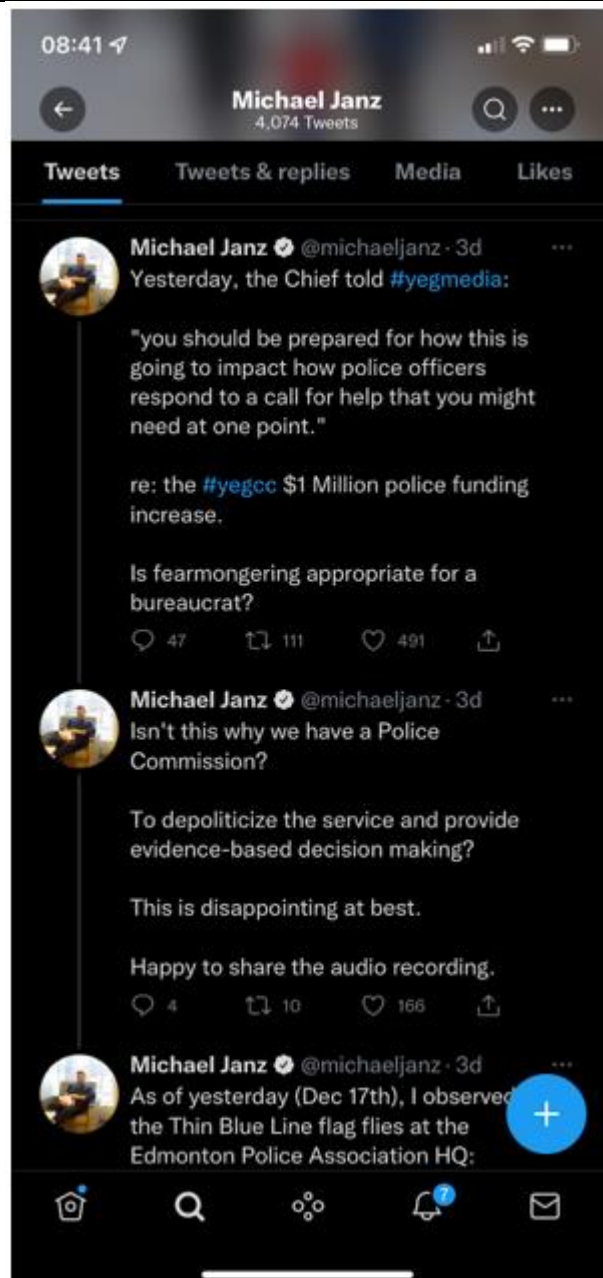 08:41
Michael Janz
4,074 Tweets
Tweets Tweets & replies Media Likes
Michael Janz @michaeljanz · 3d
Yesterday, the Chief told #yegmedia:
"you should be prepared for how this is
going to impact how police officers
respond to a call for help that you might
need at one point."
re: the #yegcc $1 Million police funding
increase.
Is fearmongering appropriate for a
bureaucrat?
47 111 491
Michael Janz @michaeljanz · 3d
Isn't this why we have a Police
Commission?
To depoliticize the service and provide
evidence-based decision making?
This is disappointing at best.
Happy to share the audio recording.
4 10 166
Michael Janz @michaeljanz · 3d
As of yesterday (Dec 17th), I observed
the Thin Blue Line flag flies at the
Edmonton Police Association HQ:
7